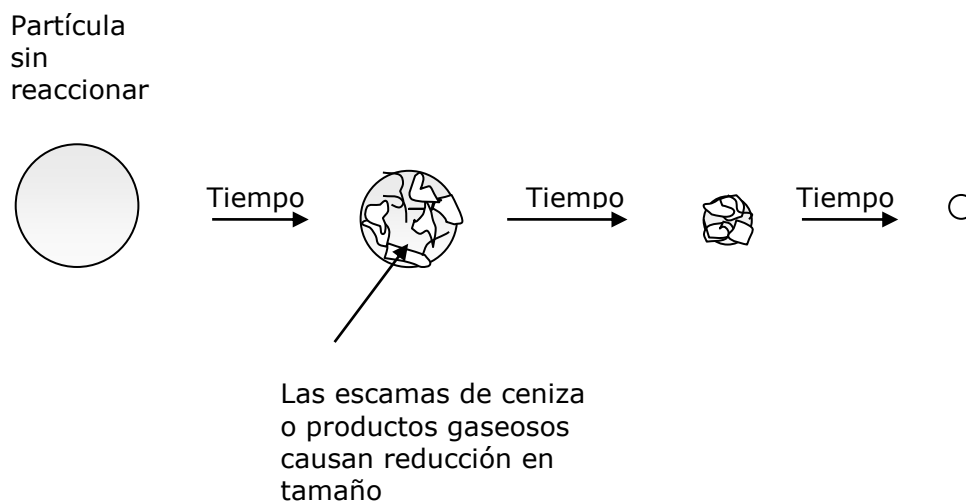 Partícula
sin
reaccionar
Tiempo
Tiempo
Tiempo
Las escamas de ceniza
o productos gaseosos
causan reducción en
tamaño